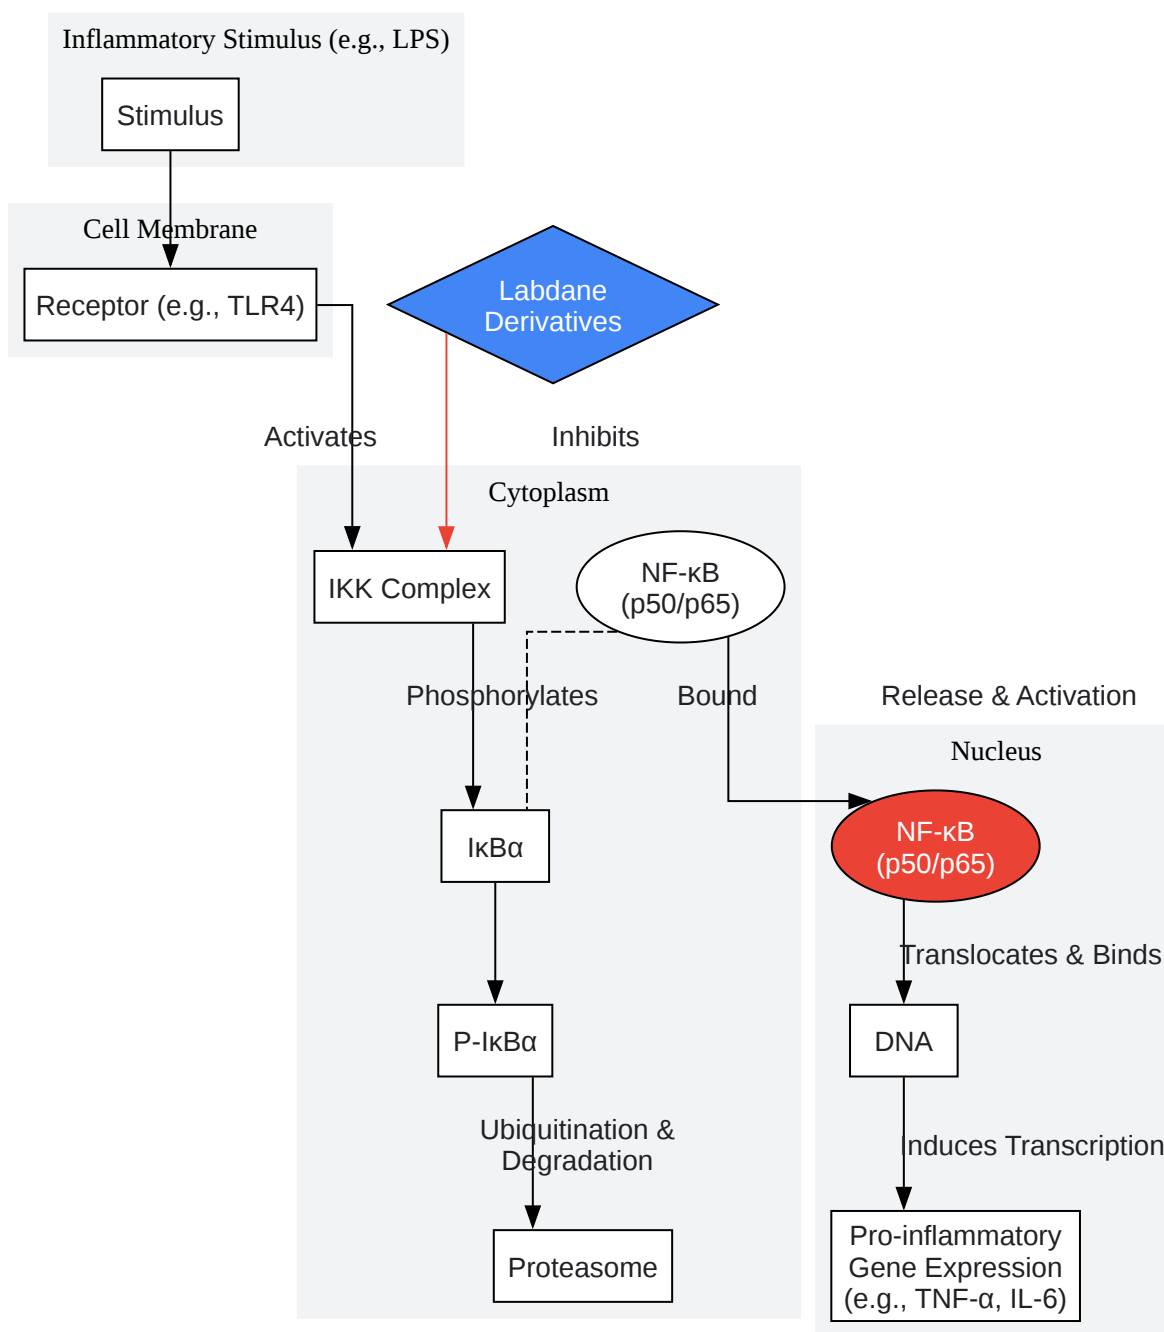 Inflammatory Stimulus (e.g., LPS)
Stimulus
Cell Membrane
Receptor (e.g., TLR4)
Labdane
Derivatives
Activates
Inhibits
Cytoplasm
IKK Complex
NF-κB
(p50/p65)
Phosphorylates
Bound
Release & Activation
Nucleus
IκBα
NF-κB
(p50/p65)
Translocates & Binds
P-IκBα
DNA
Ubiquitination &
Degradation
Induces Transcription
Proteasome
Pro-inflammatory
Gene Expression
(e.g., TNF-α, IL-6)